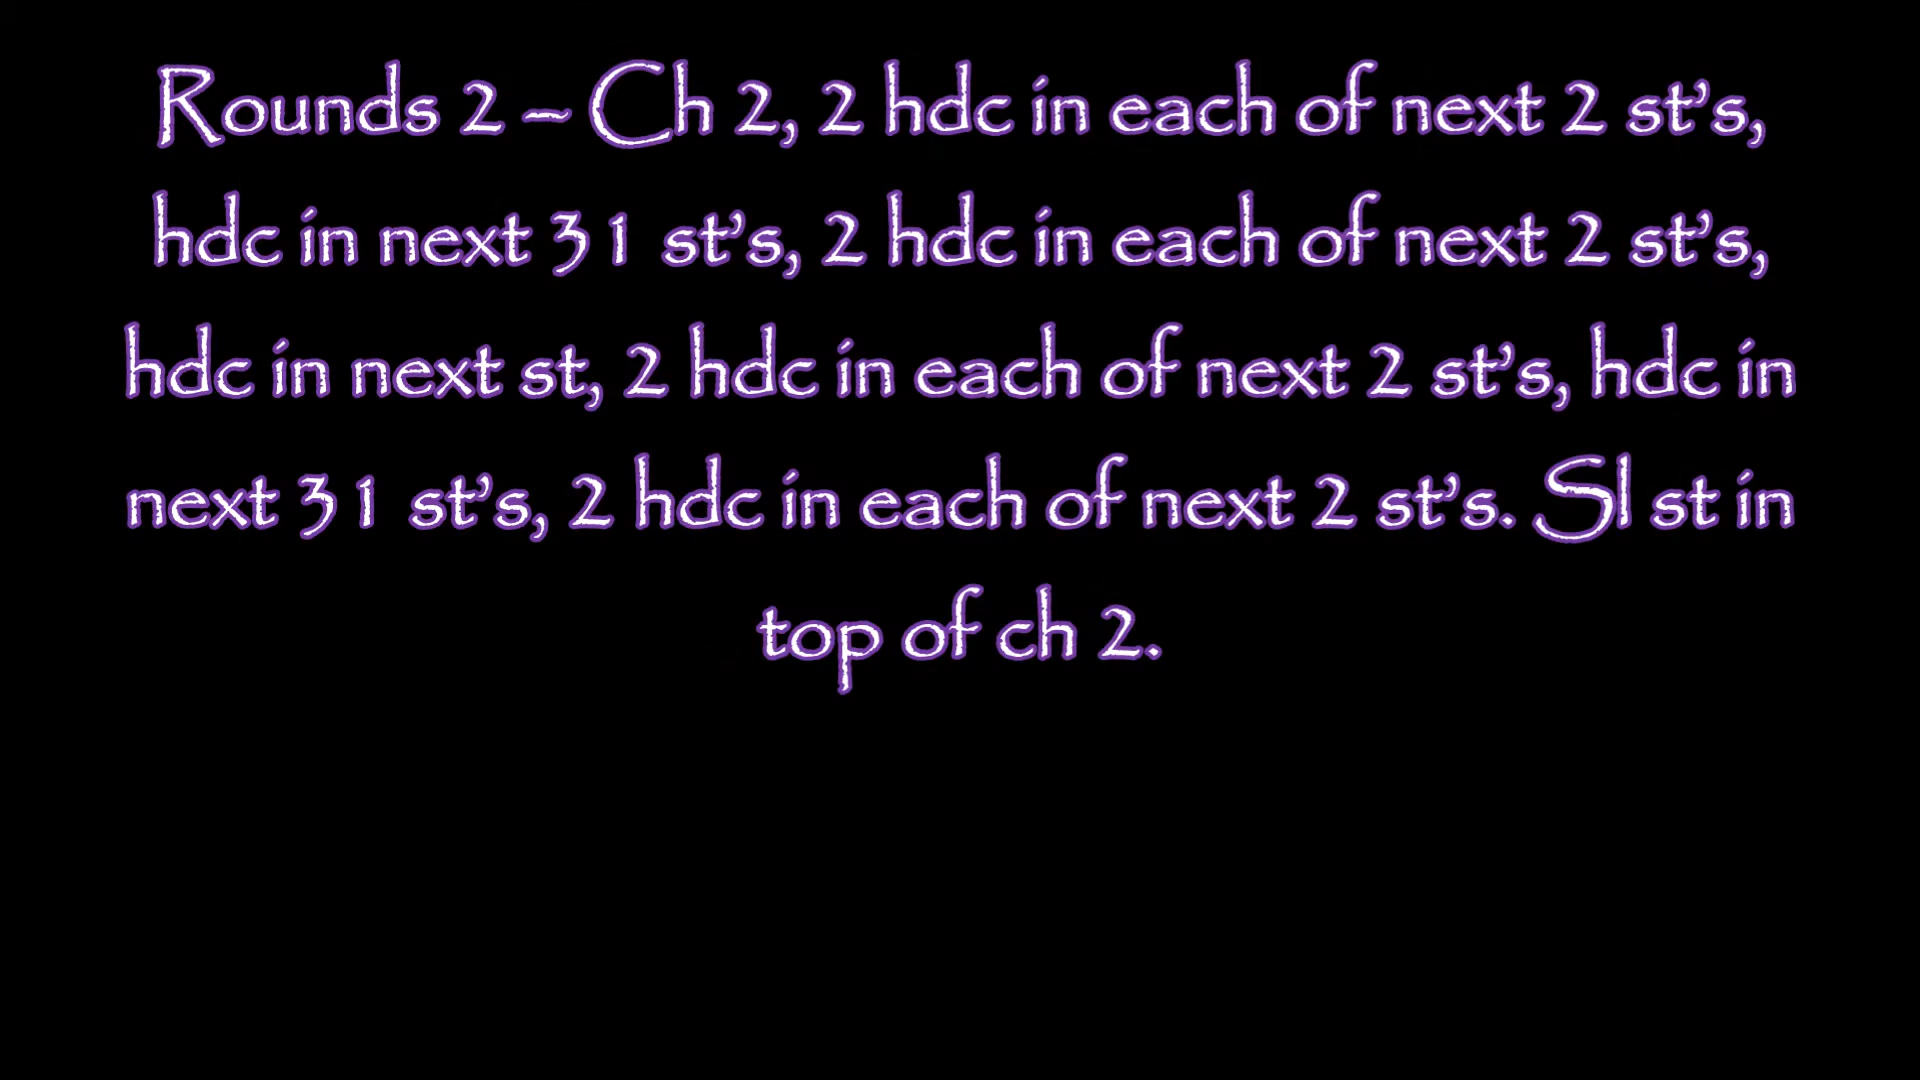 Rounds 2 – Ch 2, 2 hdc in each of next 2 st’s,
hdc in next 31 st’s, 2 hdc in each of next 2 st’s,
hdc in next st, 2 hdc in each of next 2 st’s, hdc in
next 31 st’s, 2 hdc in each of next 2 st’s. Sl st in
top of ch 2.